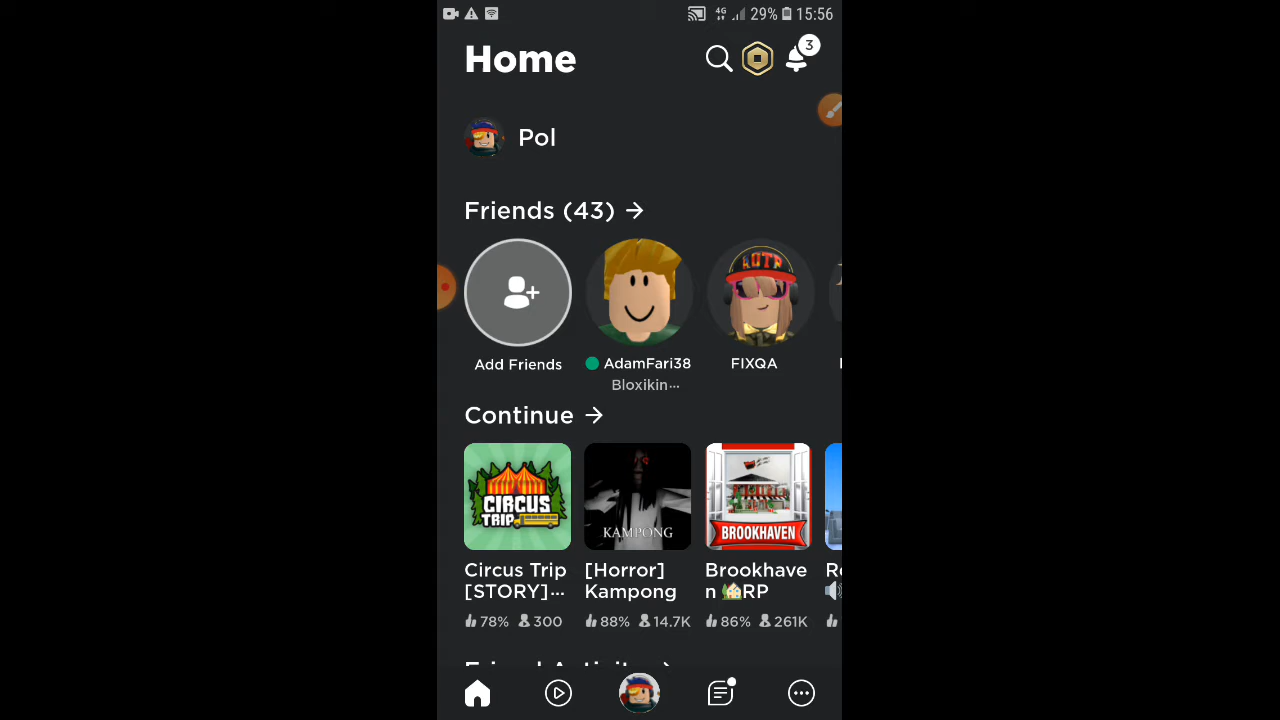 4G 29% 15:56
Home
3
Pol
Friends (43)
Add Friends
AdamFari38
FIXQA
Bloxikin...
Continue
CIRCUS TRIP
KAMPONG
BROOKHAVEN
Circus Trip
[STORY]...
[Horror]
Kampong
Brookhave
n 🏡RP
78% 300
88% 14.7K
86% 261K